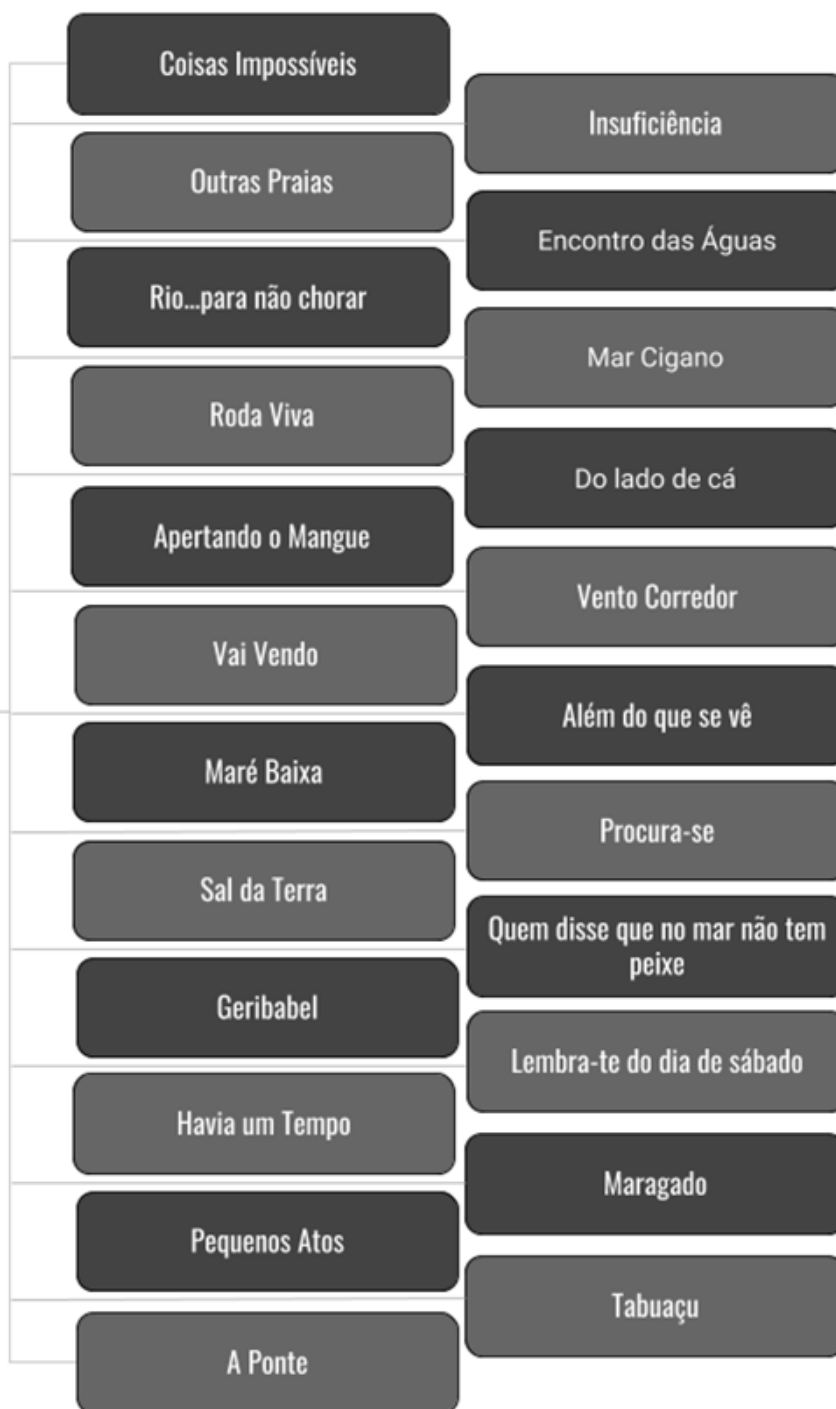 Coisas Impossíveis
Insuficiência
Outras Praias
Encontro das Águas
Rio...para não chorar
Mar Cigano
Roda Viva
Do lado de cá
Apertando o Mangue
Vento Corredor
Vai Vendo
Além do que se vê
Maré Baixa
Procura-se
Sal da Terra
Quem disse que no mar não tem
peixe
Geribabel
Lembra-te do dia de sábado
Havia um Tempo
Maragado
Pequenos Atos
Tabuaçu
A Ponte